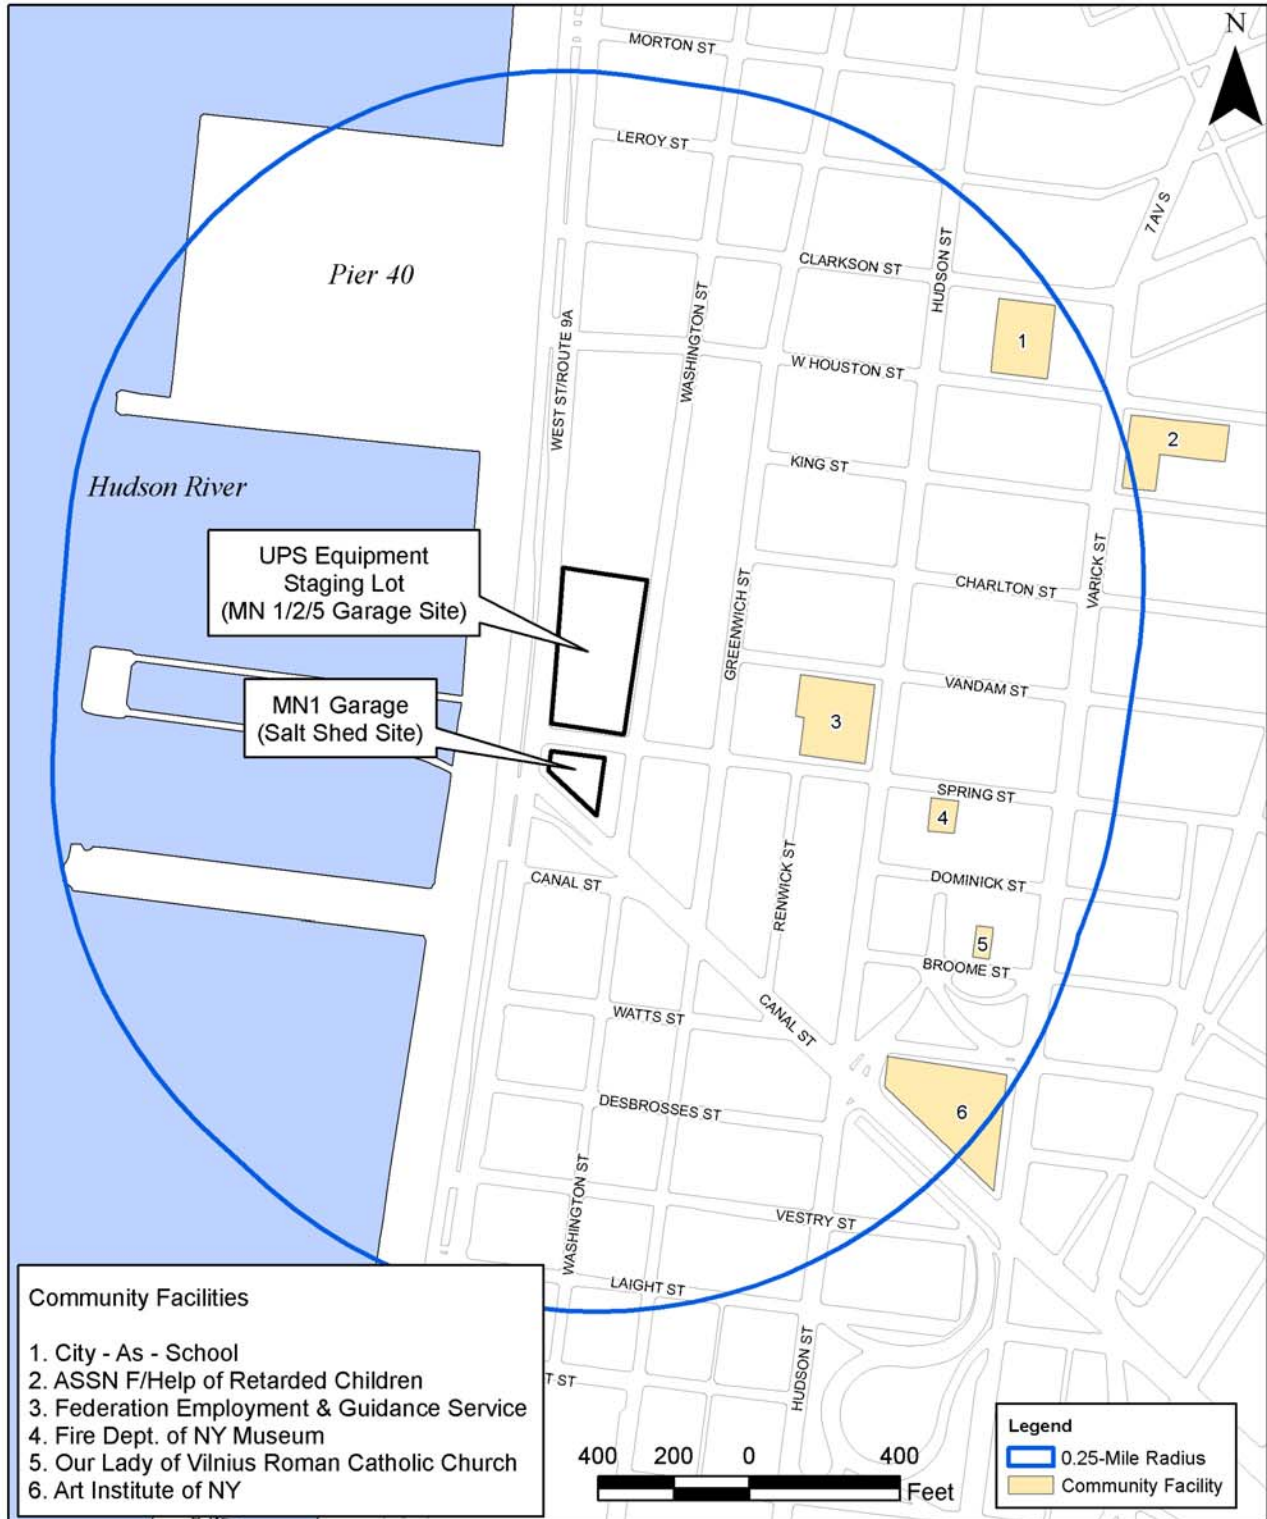 N
MORTON ST
LEROY ST
7 AV S
Pier 40
CLARKSON ST
HUDSON ST
WASHINGTON ST
WEST ST/ROUTE 9A
1
W HOUSTON ST
2
KING ST
Hudson River
UPS Equipment
Staging Lot
(MN 1/2/5 Garage Site)
CHARLTON ST
VARICK ST
GREENWICH ST
VANDAM ST
MN1 Garage
(Salt Shed Site)
3
SPRING ST
4
CANAL ST
RENWICK ST
DOMINICK ST
5
BROOME ST
WATTS ST
CANAL ST
DESBROSSES ST
6
WASHINGTON ST
VESTRY ST
LAIGHT ST
HUDSON ST
T ST
Community Facilities
1. City - As - School
2. ASSN F/Help of Retarded Children
3. Federation Employment & Guidance Service
4. Fire Dept. of NY Museum
5. Our Lady of Vilnius Roman Catholic Church
6. Art Institute of NY
400 200 0 400
Feet
Legend
0.25-Mile Radius
Community Facility